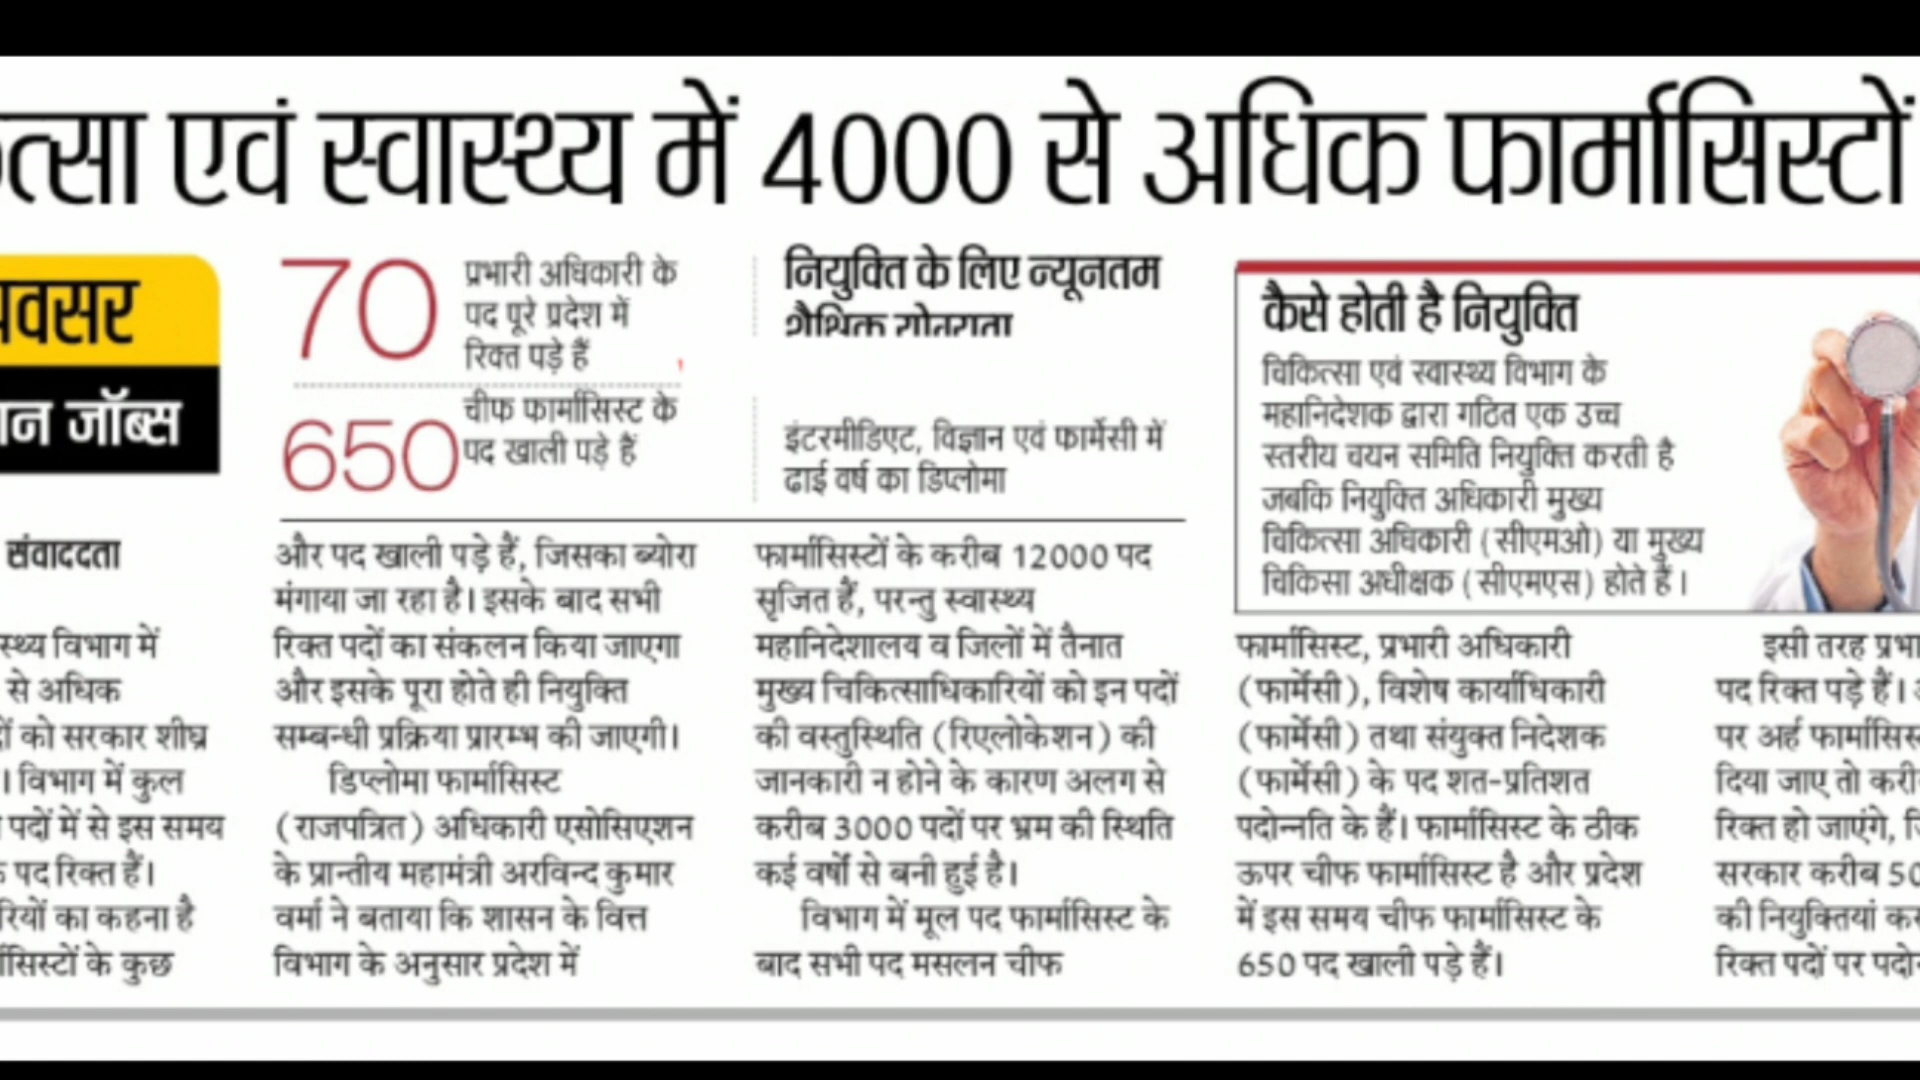 एवं स्वास्थ्य में 4000 से अधिक फार्मासिस्टों
जॉब्स
70
प्रभारी अधिकारी के
पद पूरे प्रदेश में
रिक्त पड़े हैं
650
चीफ फार्मासिस्ट के
पद खाली पड़े हैं
नियुक्ति के लिए न्यूनतम
शैक्षिक योग्यता
इंटरमीडिएट, विज्ञान एवं फार्मेसी में
ढाई वर्ष का डिप्लोमा
कैसे होती है नियुक्ति
चिकित्सा एवं स्वास्थ्य विभाग के
महानिदेशक द्वारा गठित एक उच्च
स्तरीय चयन समिति नियुक्ति करती है
जबकि नियुक्ति अधिकारी मुख्य
चिकित्सा अधिकारी (सीएमओ) या मुख्य
चिकिसा अधीक्षक (सीएमएस) होते हैं।
संवाददता
विभाग में
से अधिक
को सरकार शीघ्र
। विभाग में कुल
पदों में से इस समय
पद रिक्त हैं।
का कहना है
के कुछ
और पद खाली पड़े हैं, जिसका ब्योरा
मंगाया जा रहा है। इसके बाद सभी
रिक्त पदों का संकलन किया जाएगा
और इसके पूरा होते ही नियुक्ति
सम्बन्धी प्रक्रिया प्रारम्भ की जाएगी।
डिप्लोमा फार्मासिस्ट
(राजपत्रित) अधिकारी एसोसिएशन
के प्रान्तीय महामंत्री अरविन्द कुमार
वर्मा ने बताया कि शासन के वित्त
विभाग के अनुसार प्रदेश में
फार्मासिस्टों के करीब 12000 पद
सृजित हैं, परन्तु स्वास्थ्य
महानिदेशालय व जिलों में तैनात
मुख्य चिकित्साधिकारियों को इन पदों
की वस्तुस्थिति (रिएलोकेशन) की
जानकारी न होने के कारण अलग से
करीब 3000 पदों पर भ्रम की स्थिति
कई वर्षों से बनी हुई है।
विभाग में मूल पद फार्मासिस्ट के
बाद सभी पद मसलन चीफ
फार्मासिस्ट, प्रभारी अधिकारी
(फार्मेसी), विशेष कार्याधिकारी
(फार्मेसी) तथा संयुक्त निदेशक
(फार्मेसी) के पद शत-प्रतिशत
पदोन्नति के हैं। फार्मासिस्ट के ठीक
ऊपर चीफ फार्मासिस्ट है और प्रदेश
में इस समय चीफ फार्मासिस्ट के
650 पद खाली पड़े हैं।
इसी तरह
पद रिक्त पड़े हैं।
पर अर्ह
दिया जाए तो
रिक्त हो जाएंगे,
सरकार करीब
की नियुक्तियां
रिक्त पदों पर